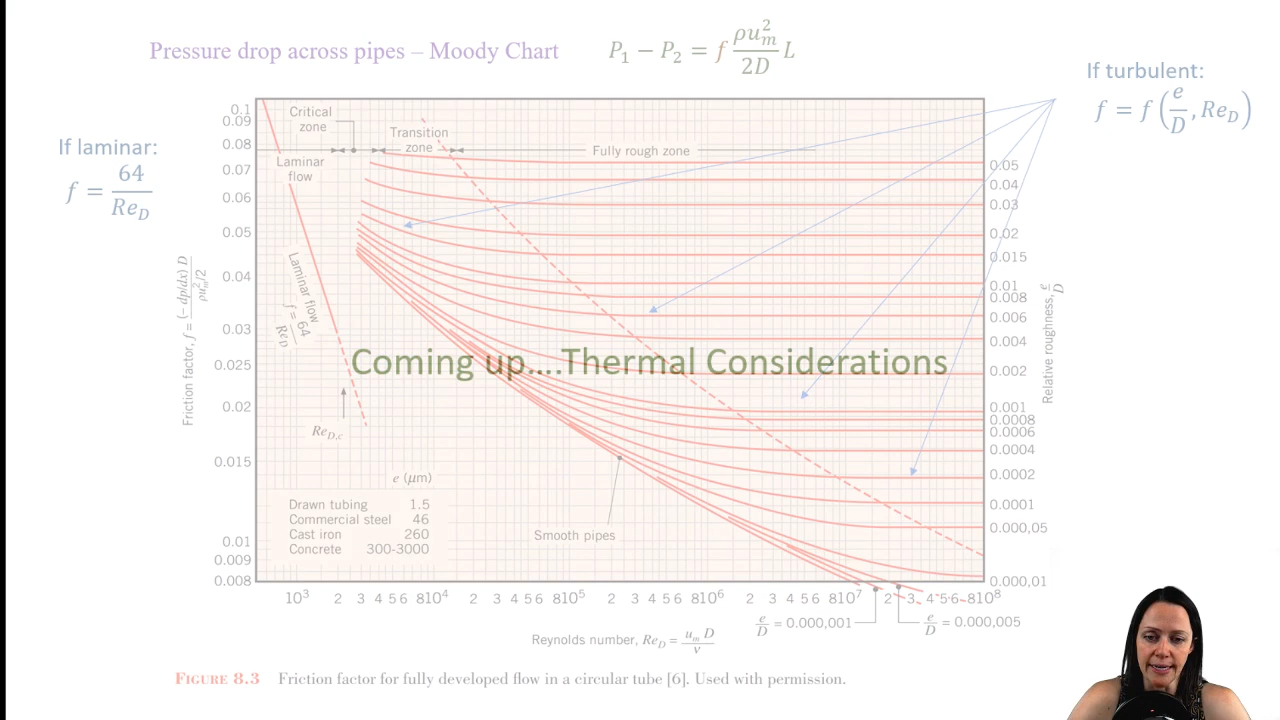 Pressure drop across pipes – Moody Chart
P₁ − P₂ = f ρu²ₘ/2D L
If turbulent:
f = f (e/D, Re_D)
If laminar:
f = 64/Re_D
Critical zone
Transition zone
Fully rough zone
Laminar flow
Laminar flow
f = 64/Re_D
Re_D,c
Friction factor, f = (− dp/dx) D / ρu²ₘ/2
0.1
0.09
0.08
0.07
0.06
0.05
0.04
0.03
0.025
0.02
0.015
0.01
0.009
0.008
Coming up....Thermal Considerations
0.05
0.04
0.03
0.02
0.015
0.01
0.008
0.006
0.004
0.002
0.001
0.0008
0.0006
0.0004
0.0002
0.0001
0.000,05
0.000,01
Relative roughness, e/D
e (μm)
Drawn tubing 1.5
Commercial steel 46
Cast iron 260
Concrete 300-3000
Smooth pipes
10³ 2 3 4 5 6 8 10⁴ 2 3 4 5 6 8 10⁵ 2 3 4 5 6 8 10⁶ 2 3 4 5 6 8 10⁷ 2 3 4 5 6 8 10⁸
e/D = 0.000,001
e/D = 0.000,005
Reynolds number, Re_D = uₘ D/ν
FIGURE 8.3 Friction factor for fully developed flow in a circular tube [6]. Used with permission.